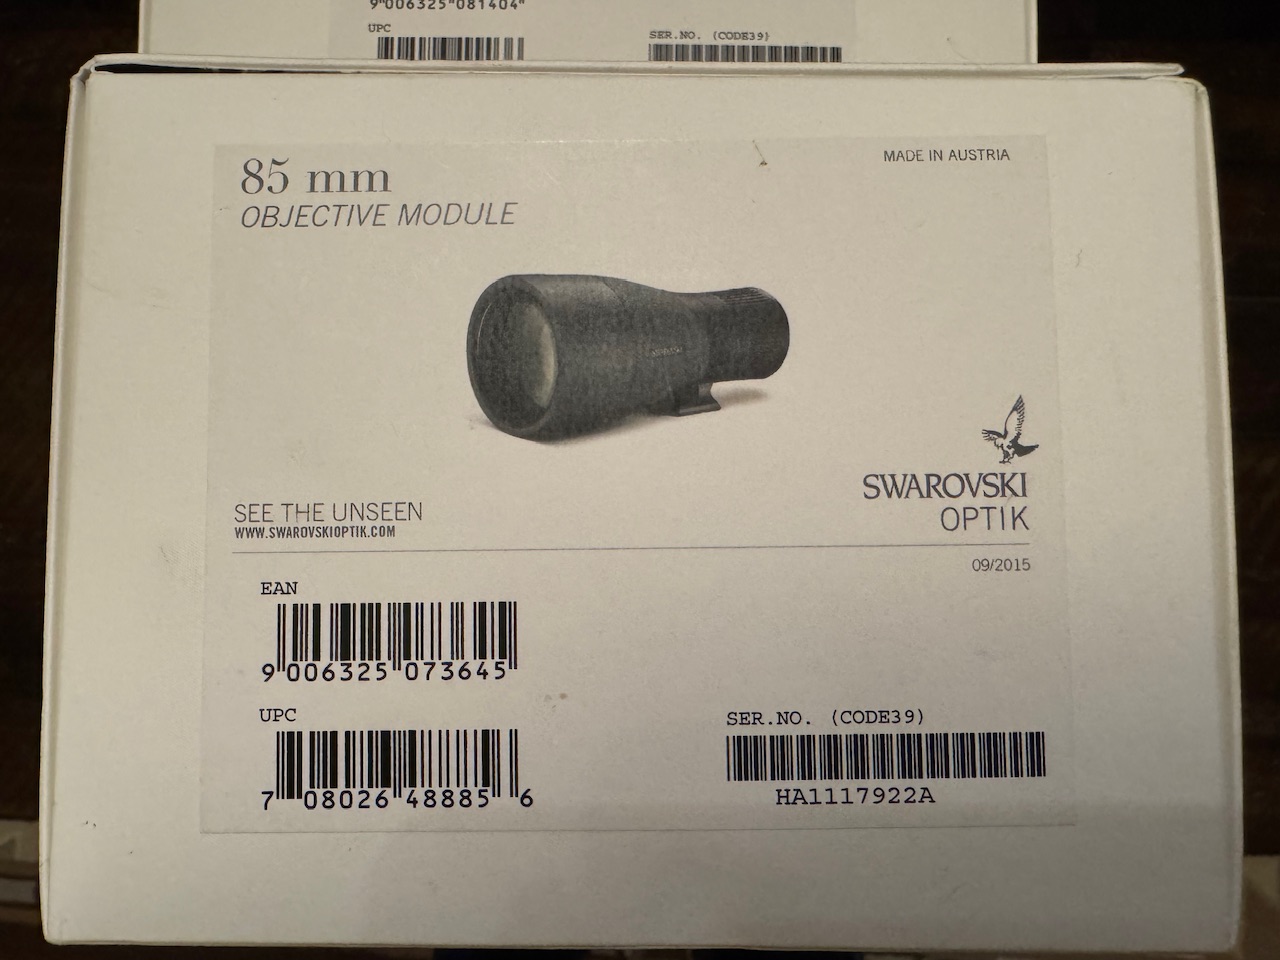 9 006325 081404
UPC
SER.NO. (CODE39)
85 mm
OBJECTIVE MODULE
MADE IN AUSTRIA
SWAROVSKI
OPTIK
SEE THE UNSEEN
WWW.SWAROVSKIOPTIK.COM
09/2015
EAN
9 006325 073645
UPC
7 08026 48885 6
SER.NO. (CODE39)
HA1117922A